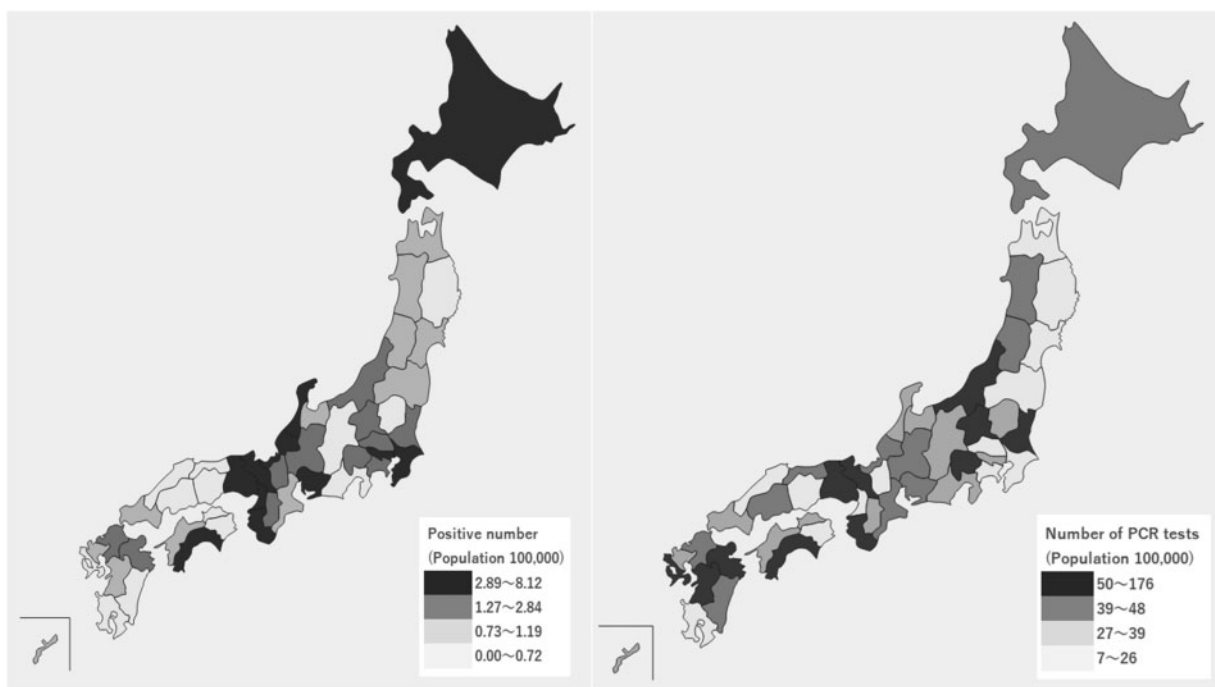 Positive number
(Population 100,000)
2.89～8.12
1.27～2.84
0.73～1.19
0.00～0.72
Number of PCR tests
(Population 100,000)
50～176
39～48
27～39
7～26